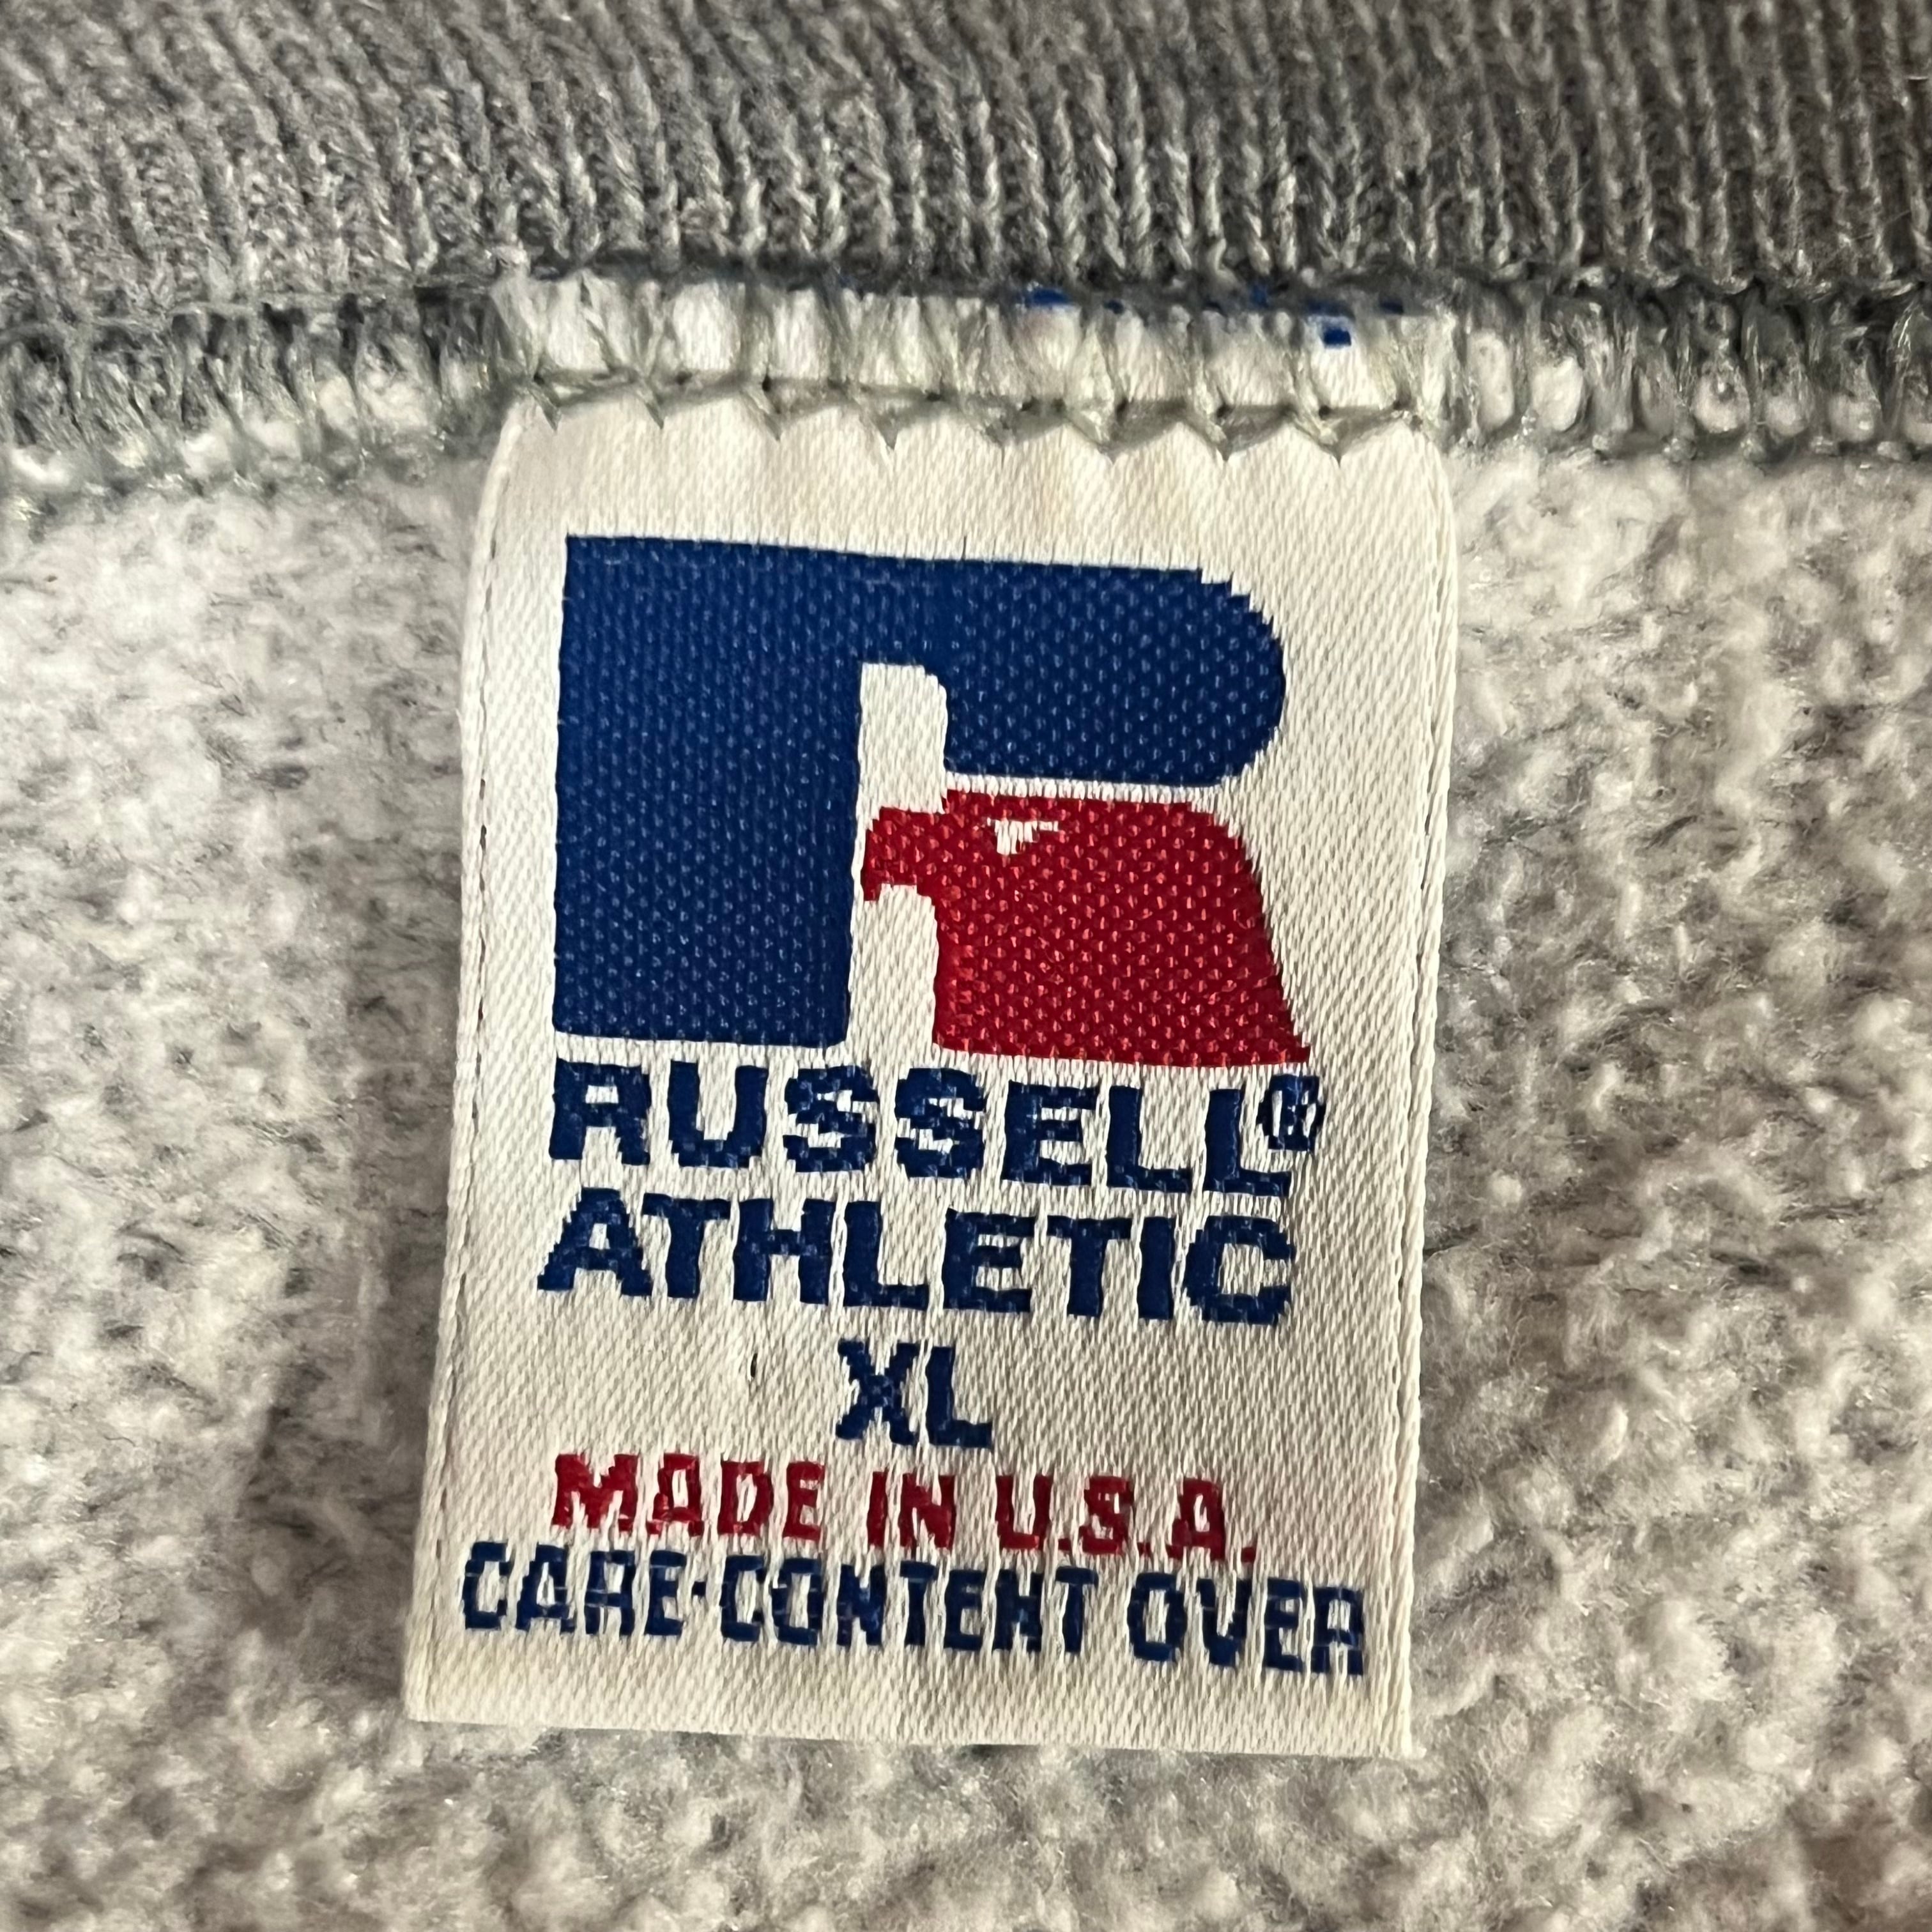 RUSSELL®
ATHLETIC
XL
MADE IN U.S.A.
CARE·CONTENT OVER